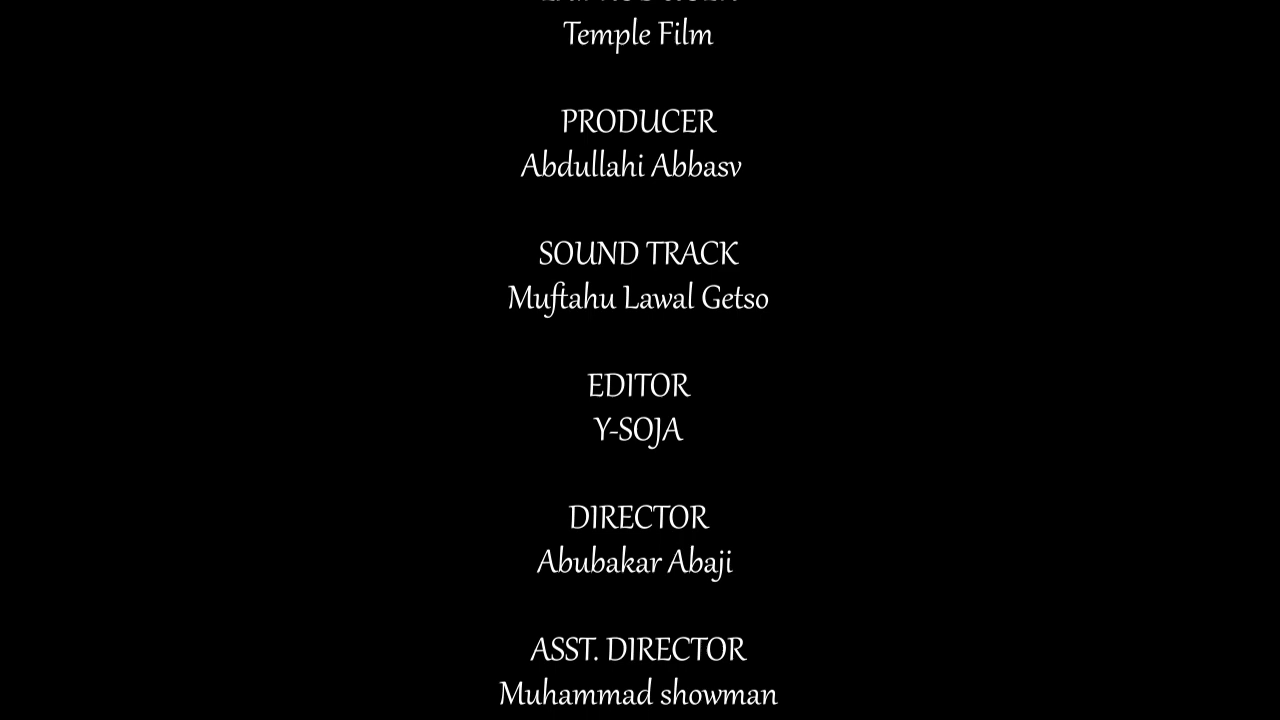 Temple Film
PRODUCER
Abdullahi Abbasv
SOUND TRACK
Muftahu Lawal Getso
EDITOR
Y-SOJA
DIRECTOR
Abubakar Abaji
ASST. DIRECTOR
Muhammad showman